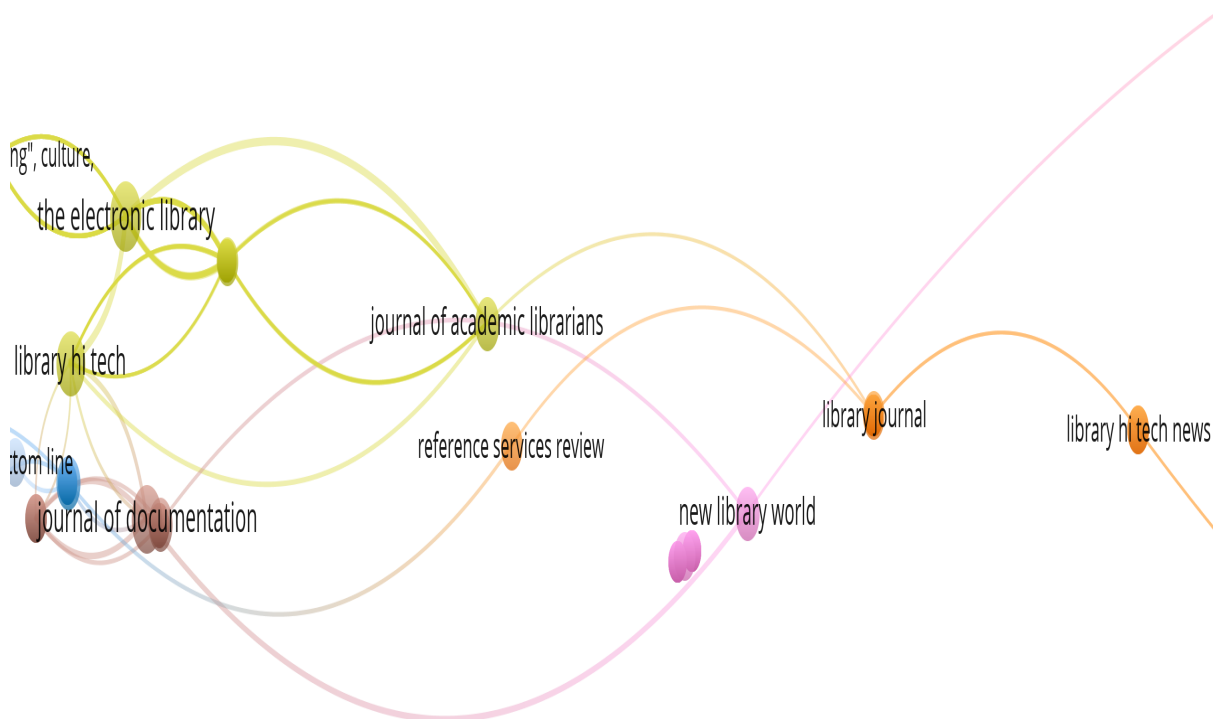 ng", culture,
the electronic library
journal of academic librarians
library hi tech
library journal
library hi tech news
reference services review
ttom line
journal of documentation
new library world